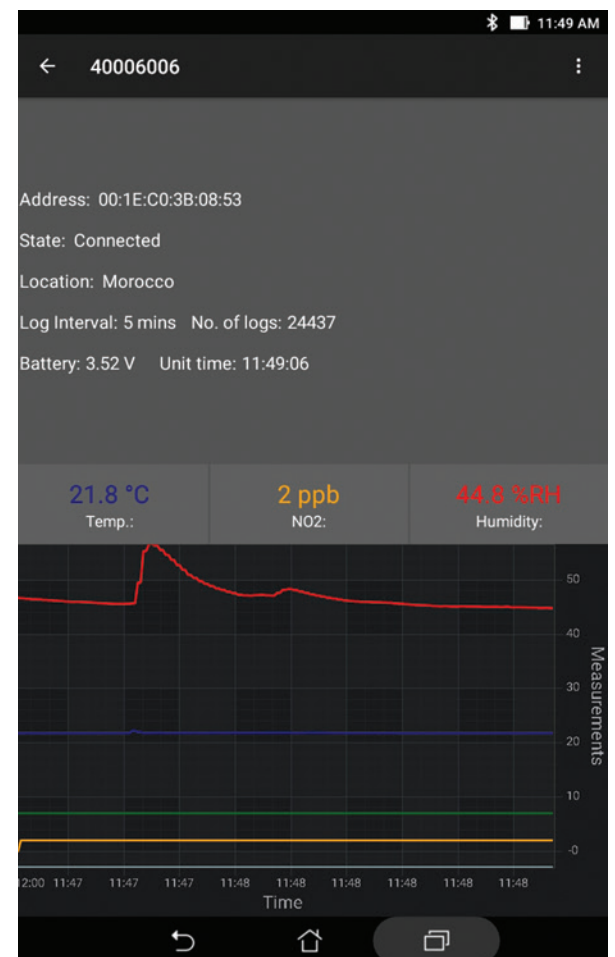 11:49 AM
40006006
Address: 00:1E:C0:3B:08:53
State: Connected
Location: Morocco
Log Interval: 5 mins No. of logs: 24437
Battery: 3.52 V Unit time: 11:49:06
21.8 °C 2 ppb 44.8 %RH
Temp.: NO2: Humidity:
50
40
30
20
10
-0
Measurements
12:00 11:47 11:47 11:47 11:48 11:48 11:48 11:48 11:48 11:48
Time